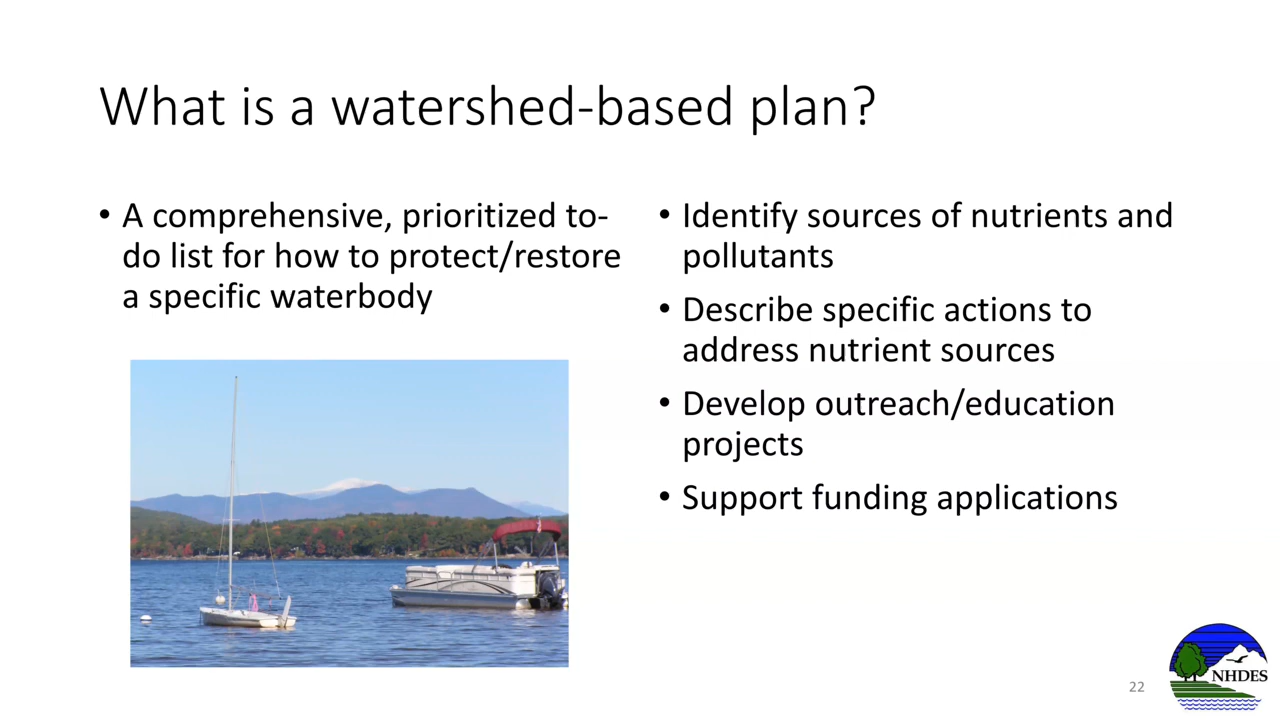 What is a watershed-based plan?
• A comprehensive, prioritized to-
do list for how to protect/restore
a specific waterbody
• Identify sources of nutrients and
pollutants
• Describe specific actions to
address nutrient sources
• Develop outreach/education
projects
• Support funding applications
22
NHDES